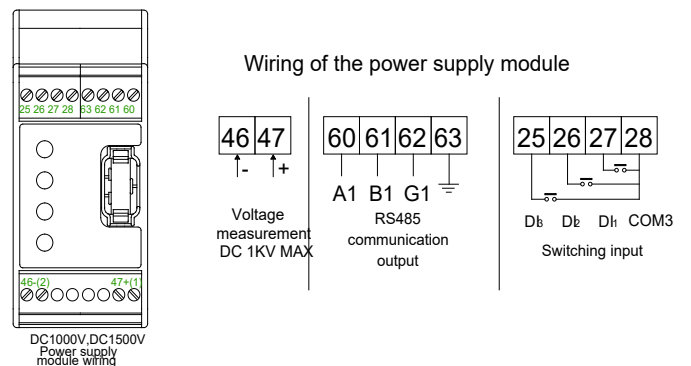 Wiring of the power supply module
25 26 27 28 63 62 61 60
46-(2) 47+(1)
DC1000V,DC1500V
Power supply
module wiring
46 47
- +
Voltage
measurement
DC 1KV MAX
60 61 62 63
A1 B1 G1
RS485
communication
output
25 26 27 28
DI3 DI2 DI1 COM3
Switching input